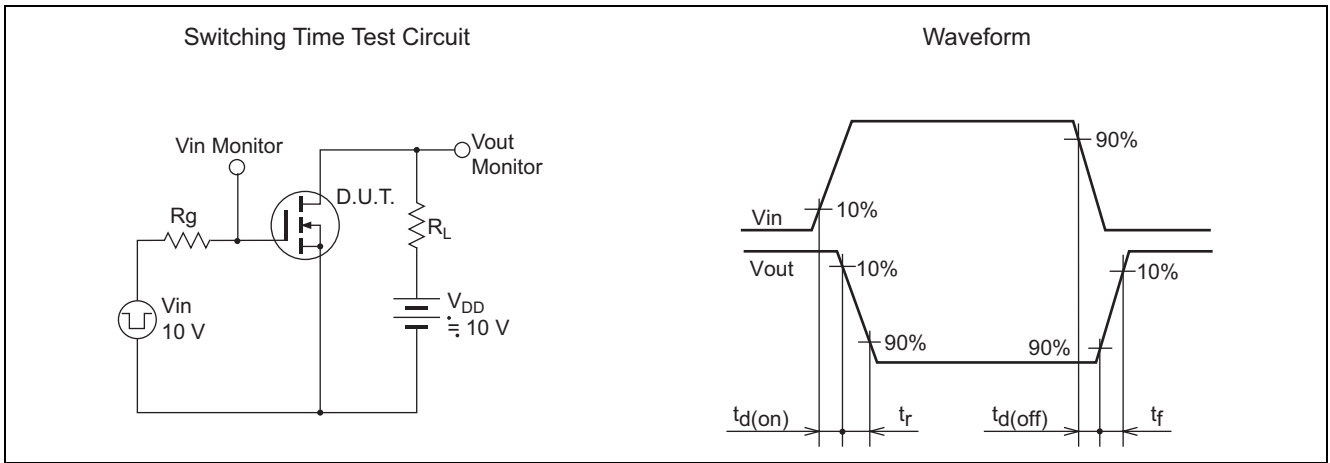 Switching Time Test Circuit
Waveform
Vin Monitor
Vout
Monitor
D.U.T.
Rg
RL
Vin
10 V
VDD
≒ 10 V
Vin
Vout
10%
10%
90%
90%
90%
10%
td(on)
tr
td(off)
tf